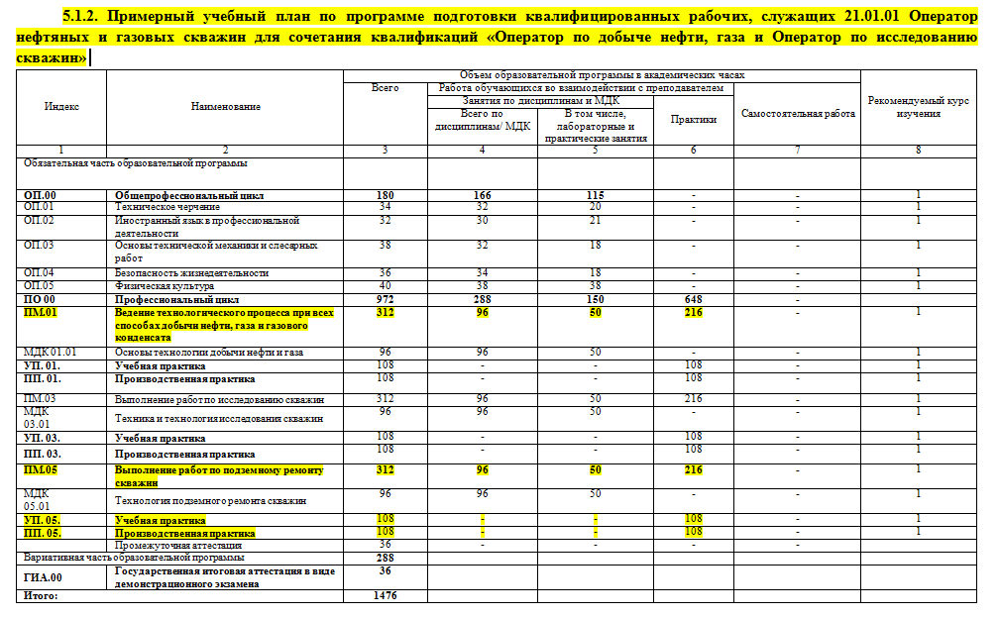 5.1.2. Примерный учебный план по программе подготовки квалифицированных рабочих, служащих 21.01.01 Оператор
нефтяных и газовых скважин для сочетания квалификаций «Оператор по добыче нефти, газа и Оператор по исследованию
скважин»
Индекс Наименование Объем образовательной программы в академических часах Рекомендуемый курс изучения
Всего Работа обучающихся во взаимодействии с преподавателем Самостоятельная работа
Занятия по дисциплинам и МДК Практики
Всего по дисциплинам/ МДК В том числе, лабораторные и практические занятия
1 2 3 4 5 6 7 8
Обязательная часть образовательной программы
ОП.00 Общепрофессиональный цикл 180 166 115 - - 1
ОП.01 Техническое черчение 34 32 20 - - 1
ОП.02 Иностранный язык в профессиональной 32 30 21 - - 1
деятельности
ОП.03 Основы технической механики и слесарных 38 32 18 - - 1
работ
ОП.04 Безопасность жизнедеятельности 36 34 18 - - 1
ОП.05 Физическая культура 40 38 38 - - 1
ПО 00 Профессиональный цикл 972 288 150 648 -
ПМ.01 Ведение технологического процесса при всех 312 96 50 216 - 1
способах добычи нефти, газа и газового
конденсата
МДК 01.01 Основы технологии добычи нефти и газа 96 96 50 - - 1
УП. 01. Учебная практика 108 - - 108 - 1
ПП. 01. Производственная практика 108 - - 108 - 1
ПМ.03 Выполнение работ по исследованию скважин 312 96 50 216 - 1
МДК 96 96 50 - - 1
03.01 Техника и технология исследования скважин
УП. 03. Учебная практика 108 - - 108 - 1
ПП. 03. Производственная практика 108 - - 108 - 1
ПМ.05 Выполнение работ по подземному ремонту 312 96 50 216 - 1
скважин
МДК 96 96 50 - - 1
05.01 Технология подземного ремонта скважин
УП. 05. Учебная практика 108 - - 108 - 1
ПП. 05. Производственная практика 108 - - 108 - 1
Промежуточная аттестация 36 - - - -
Вариативная часть образовательной программы 288
ГИА.00 Государственная итоговая аттестация в виде 36
демонстрационного экзамена
Итого: 1476